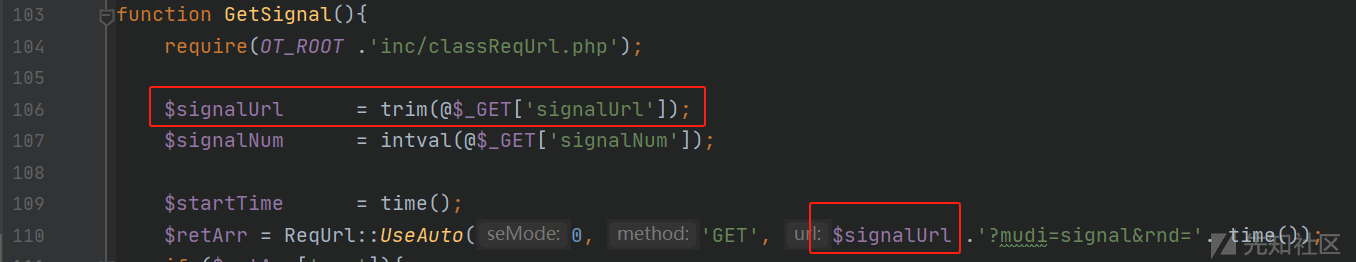 103 function GetSignal(){
104 require(OT_ROOT .'inc/classReqUrl.php');
105
106 $signalUrl = trim(@$_GET['signalUrl']);
107 $signalNum = intval(@$_GET['signalNum']);
108
109 $startTime = time();
110 $retArr = ReqUrl::UseAuto( seMode: 0, method: 'GET', url: $signalUrl .'?mudi=signal&rnd='. time());
先知社区